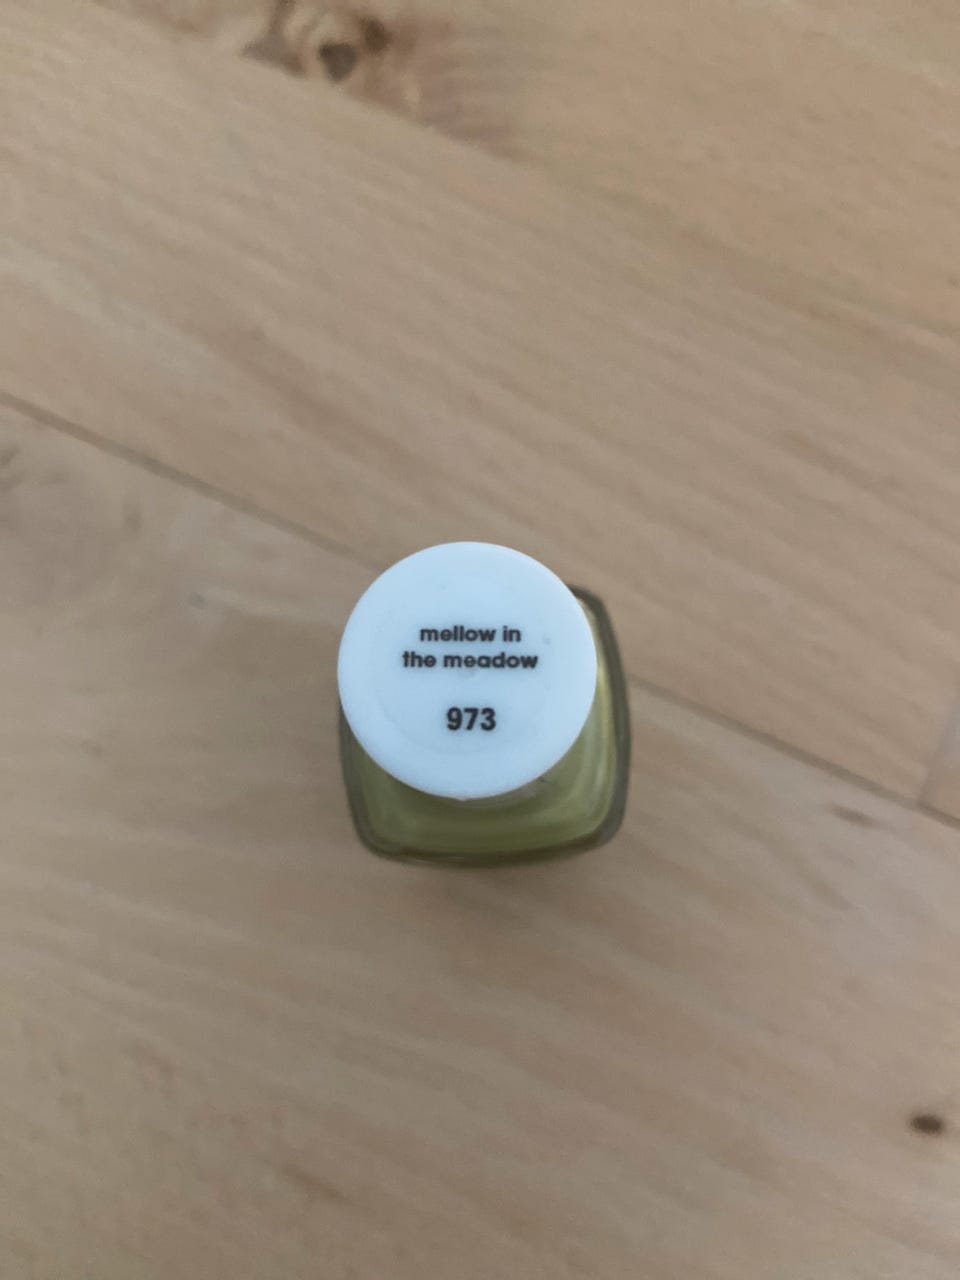 mellow in
the meadow
973